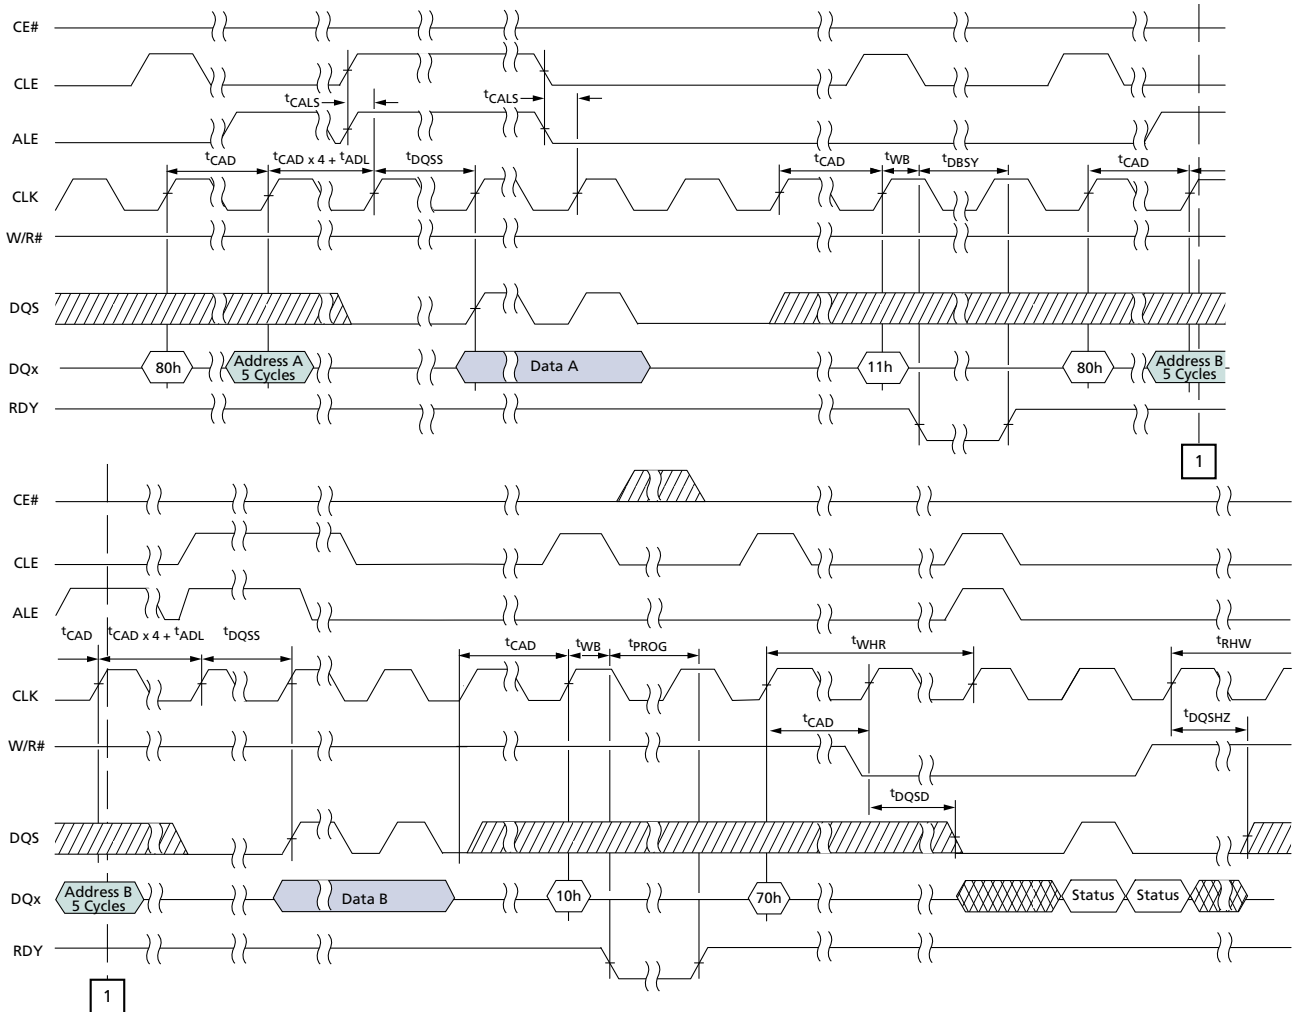 CE#
CLE
tCALS
tCALS
ALE
tCAD
tCAD x 4 + tADL
tDQSS
tCAD
tWB
tDBSY
tCAD
CLK
W/R#
DQS
DQx
80h
Address A
5 Cycles
Data A
11h
80h
Address B
5 Cycles
RDY
1
CE#
CLE
ALE
tCAD
tCAD x 4 + tADL
tDQSS
tCAD
tWB
tPROG
tWHR
tRHW
CLK
tCAD
tDQSHZ
W/R#
tDQSD
DQS
DQx
Address B
5 Cycles
Data B
10h
70h
Status
Status
RDY
1